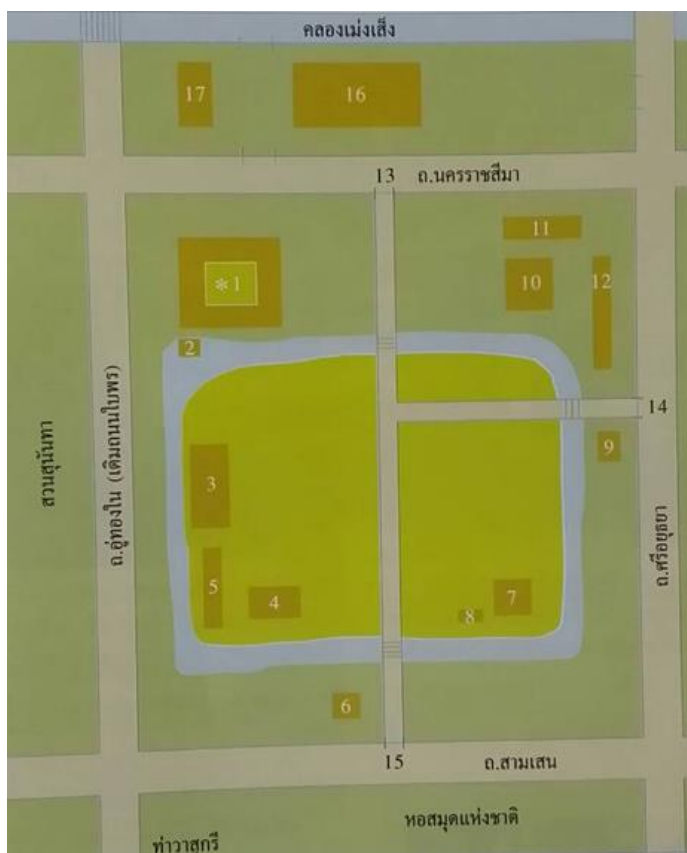 คลองเม่งเส็ง
17
16
13
ถ.นครราชสีมา
11
*1
10
12
2
14
สวนสุนันทา
ถ.อู่ทองใน (เดิมถนนใบพร)
3
9
ถ.ศรีอยุธยา
5
4
7
8
6
15
ถ.สามเสน
หอสมุดแห่งชาติ
ท่าวาสุกรี